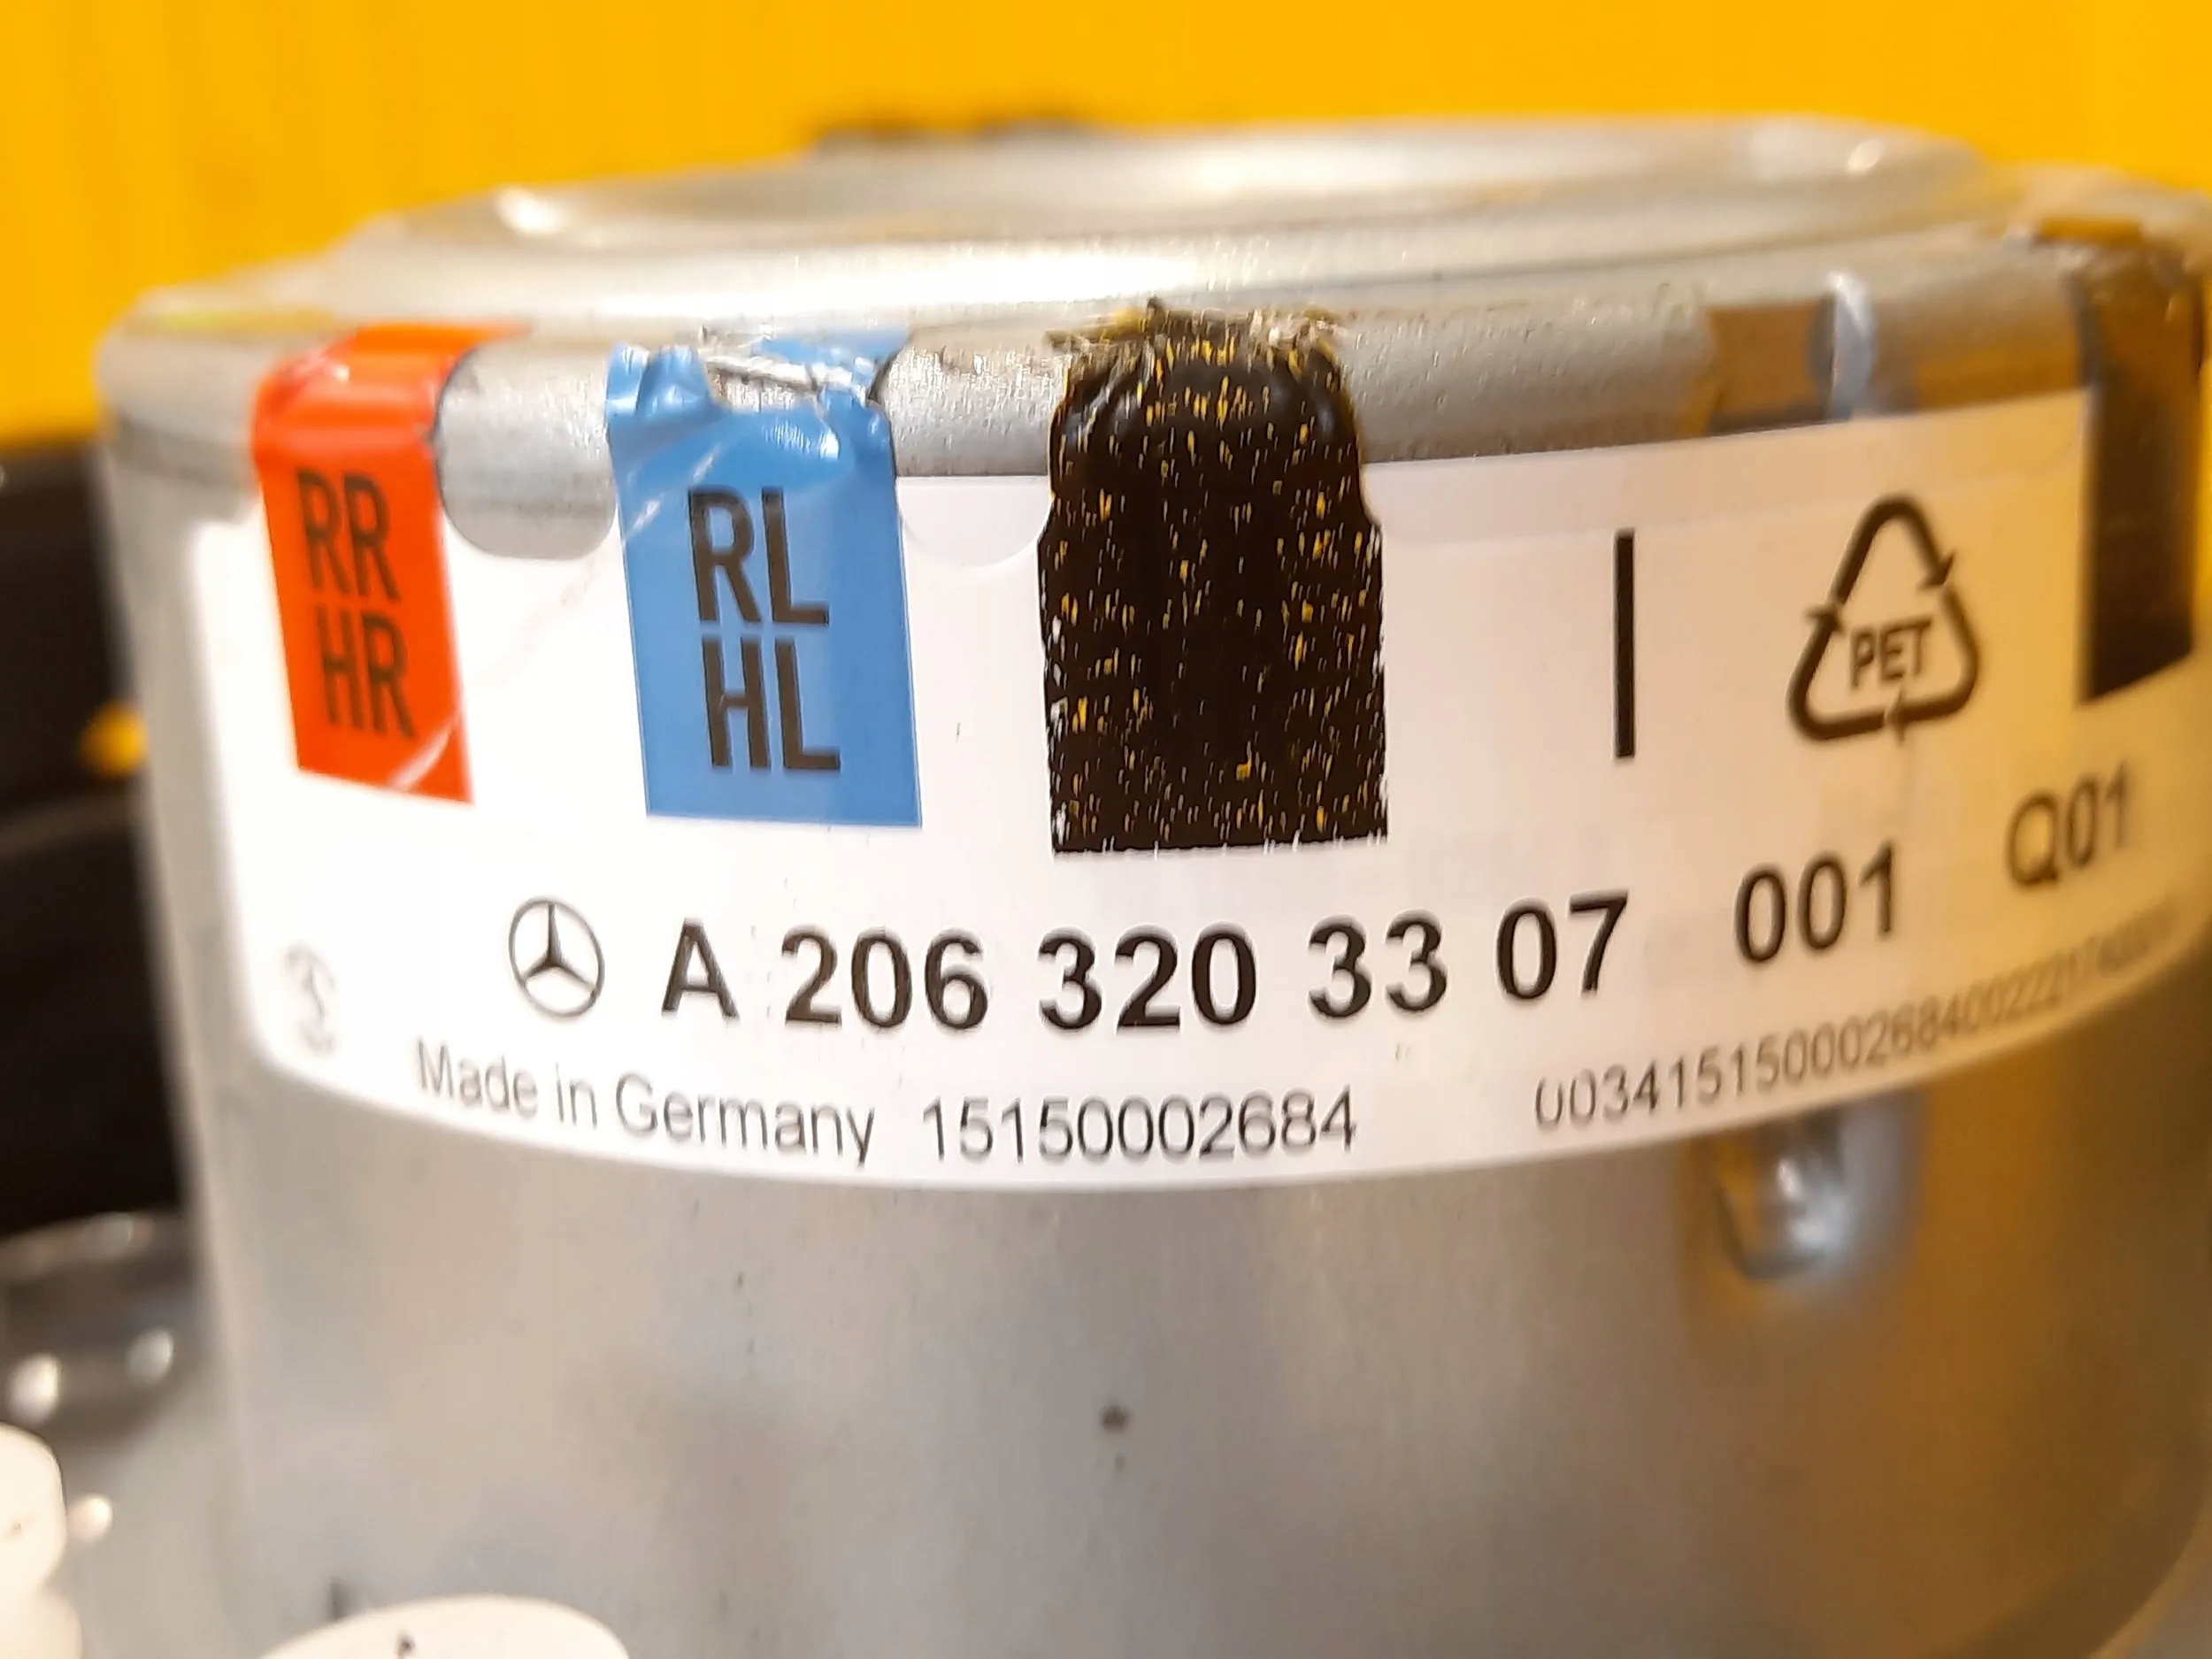 RR
HR
RL
HL
PET
A 206 320 33 07 001 Q01
Made in Germany 15150002684